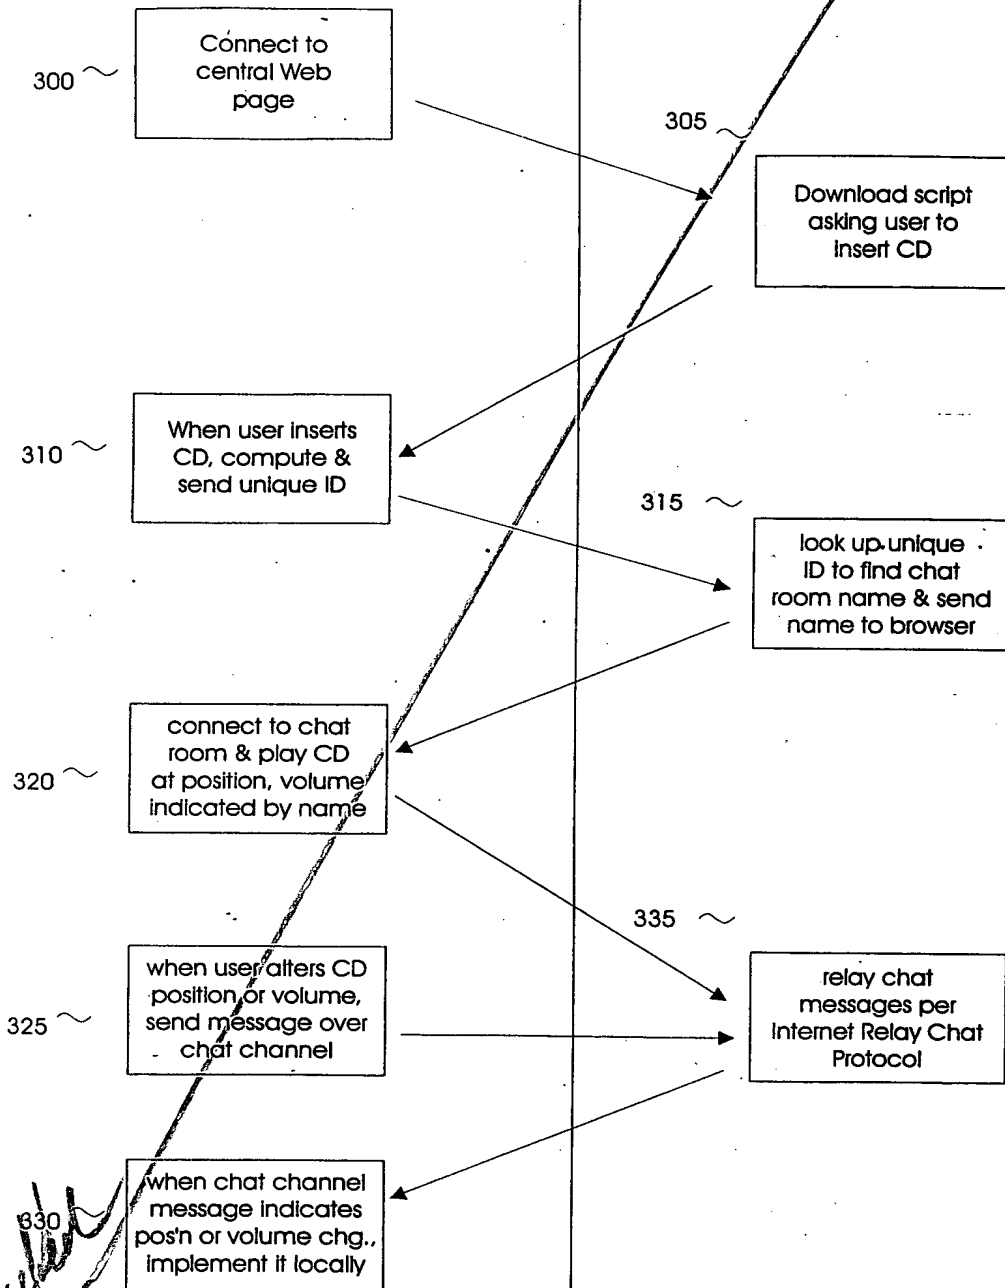 300
Connect to
central Web
page
305
Download script
asking user to
insert CD
310
When user inserts
CD, compute &
send unique ID
315
look up unique
ID to find chat
room name & send
name to browser
320
connect to chat
room & play CD
at position, volume
indicated by name
335
relay chat
messages per
Internet Relay Chat
Protocol
325
when user alters CD
position or volume,
send message over
chat channel
330
when chat channel
message indicates
pos'n or volume chg.,
implement it locally